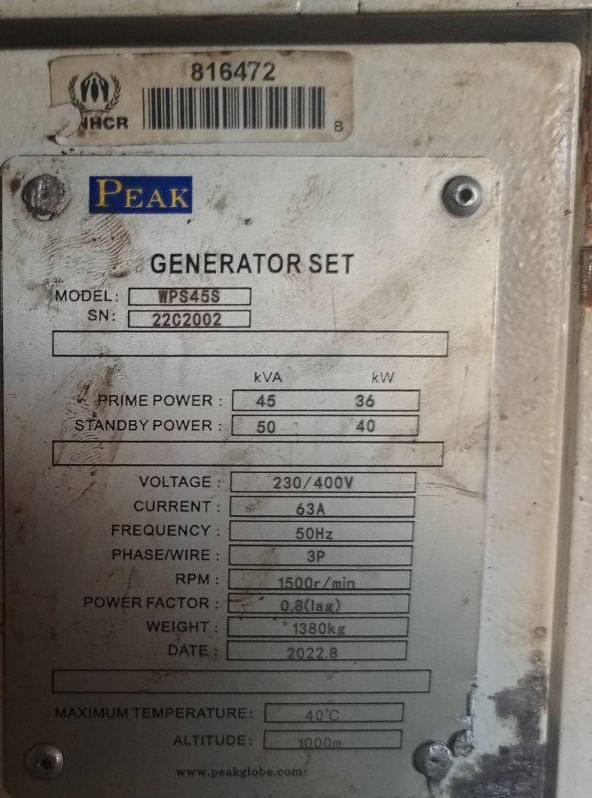 816472
NHCR
B
PEAK
GENERATOR SET
MODEL: WPS45S
SN: 22C2002
kVA kW
PRIME POWER : 45 36
STANDBY POWER : 50 40
VOLTAGE : 230/400V
CURRENT : 63A
FREQUENCY : 50Hz
PHASE/WIRE : 3P
RPM : 1500r/min
POWER FACTOR : 0.8(lag)
WEIGHT : 1380kg
DATE : 2022.8
MAXIMUM TEMPERATURE: 40℃
ALTITUDE: 1000m
www.peakglobe.com